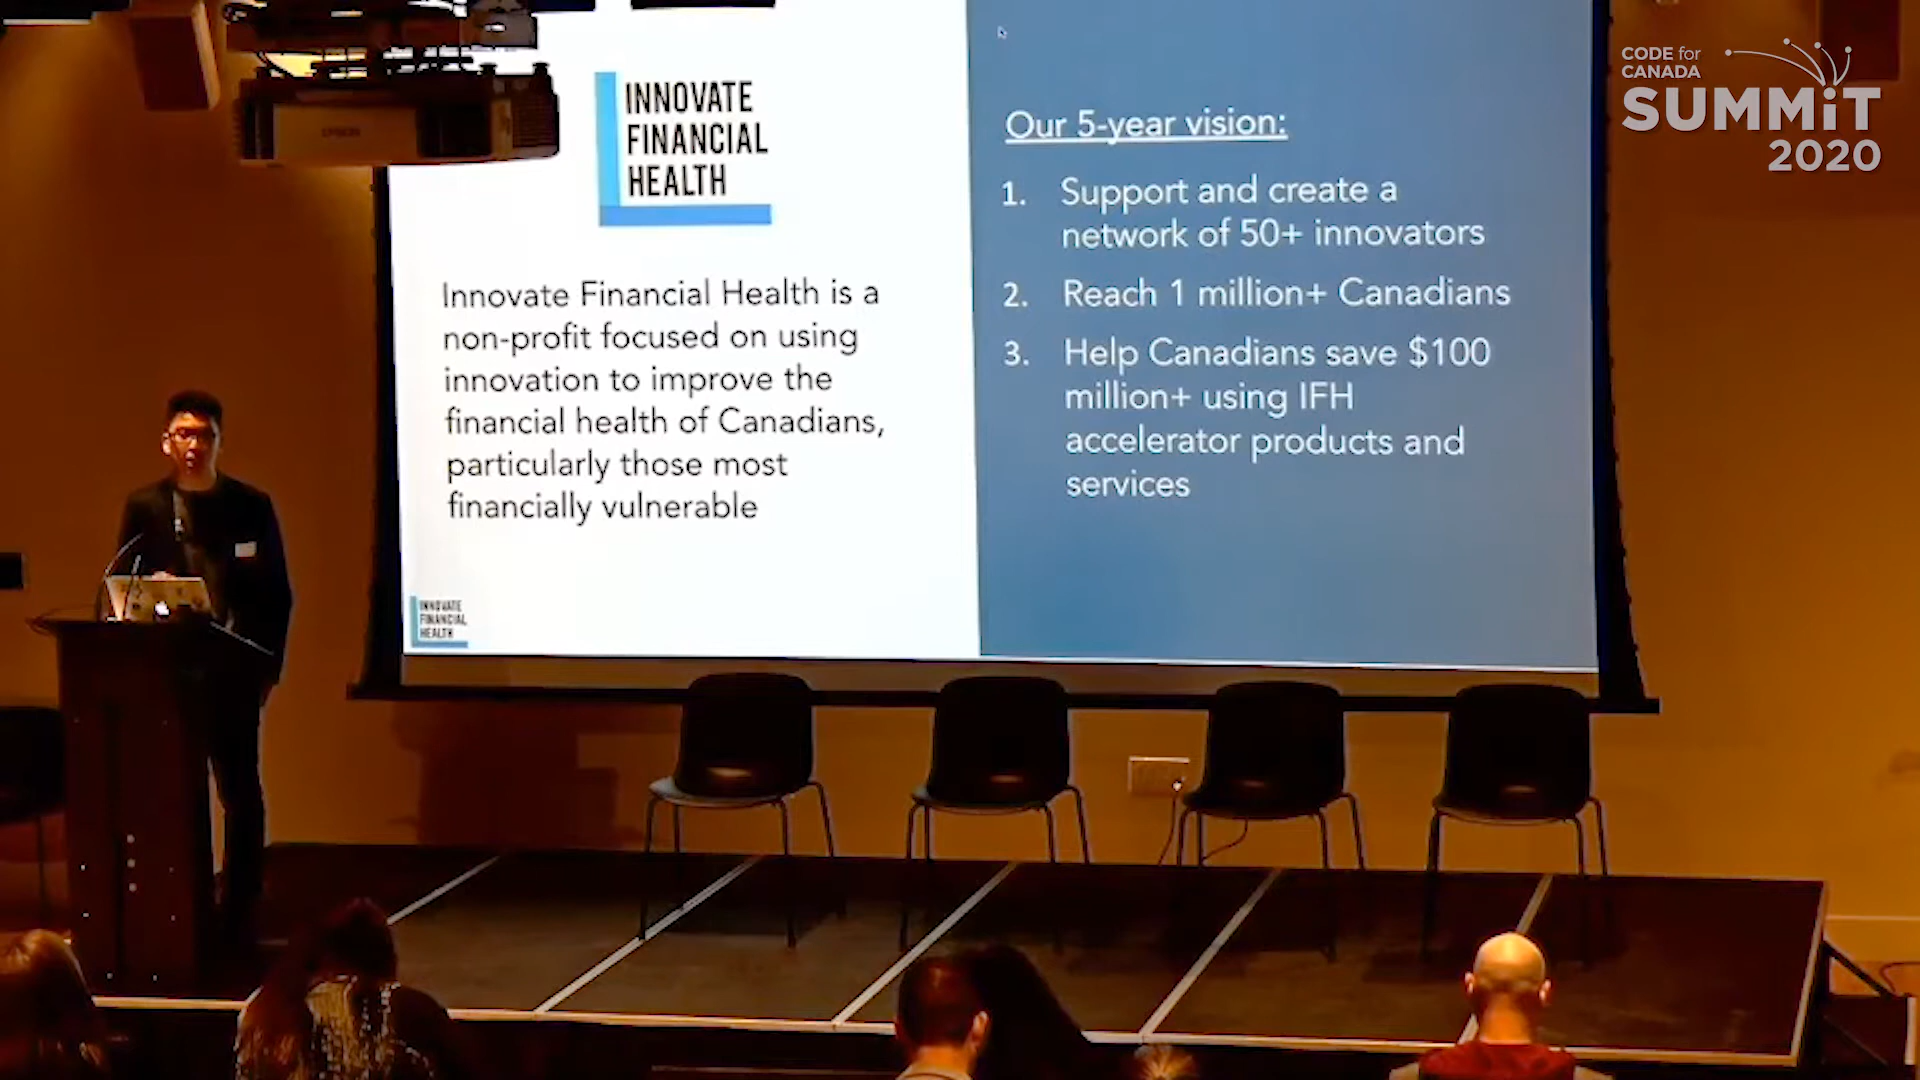 INNOVATE
FINANCIAL
HEALTH
Innovate Financial Health is a
non-profit focused on using
innovation to improve the
financial health of Canadians,
particularly those most
financially vulnerable
INNOVATE
FINANCIAL
HEALTH
Our 5-year vision:
1. Support and create a
network of 50+ innovators
2. Reach 1 million+ Canadians
3. Help Canadians save $100
million+ using IFH
accelerator products and
services
CODE for
CANADA
SUMMiT
2020
EPSON